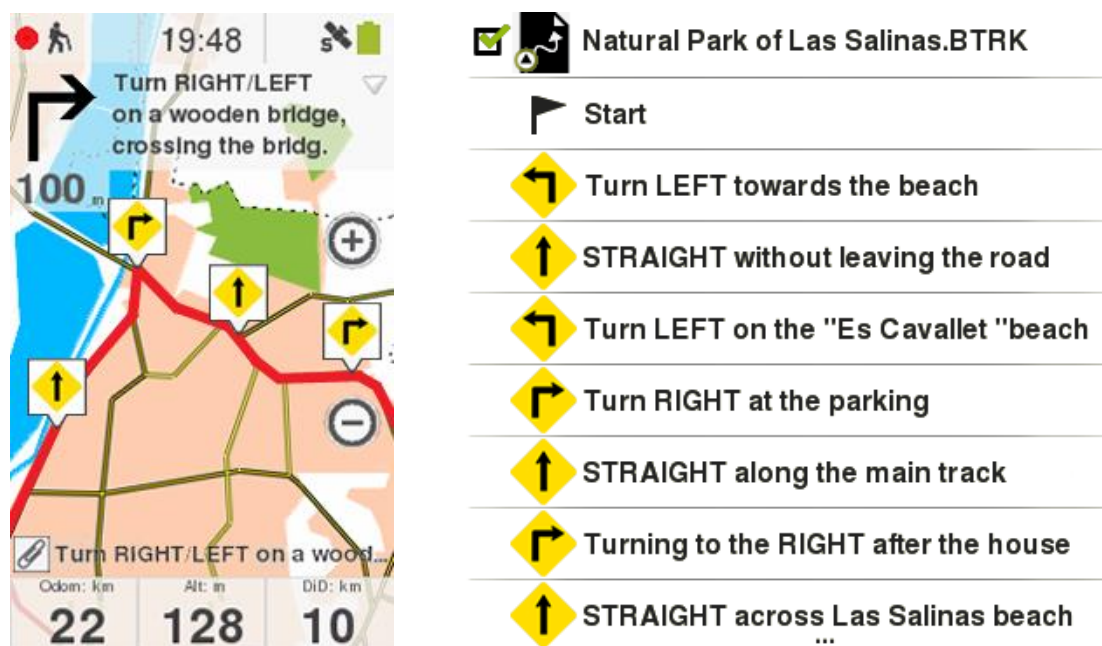 19:48
S
Turn RIGHT/LEFT
on a wooden bridge,
crossing the bridg.
100 m
Turn RIGHT/LEFT on a wood...
Odom: km
Alt: m
DiD: km
22
128
10
Natural Park of Las Salinas.BTRK
Start
Turn LEFT towards the beach
STRAIGHT without leaving the road
Turn LEFT on the "Es Cavallet "beach
Turn RIGHT at the parking
STRAIGHT along the main track
Turning to the RIGHT after the house
STRAIGHT across Las Salinas beach
...